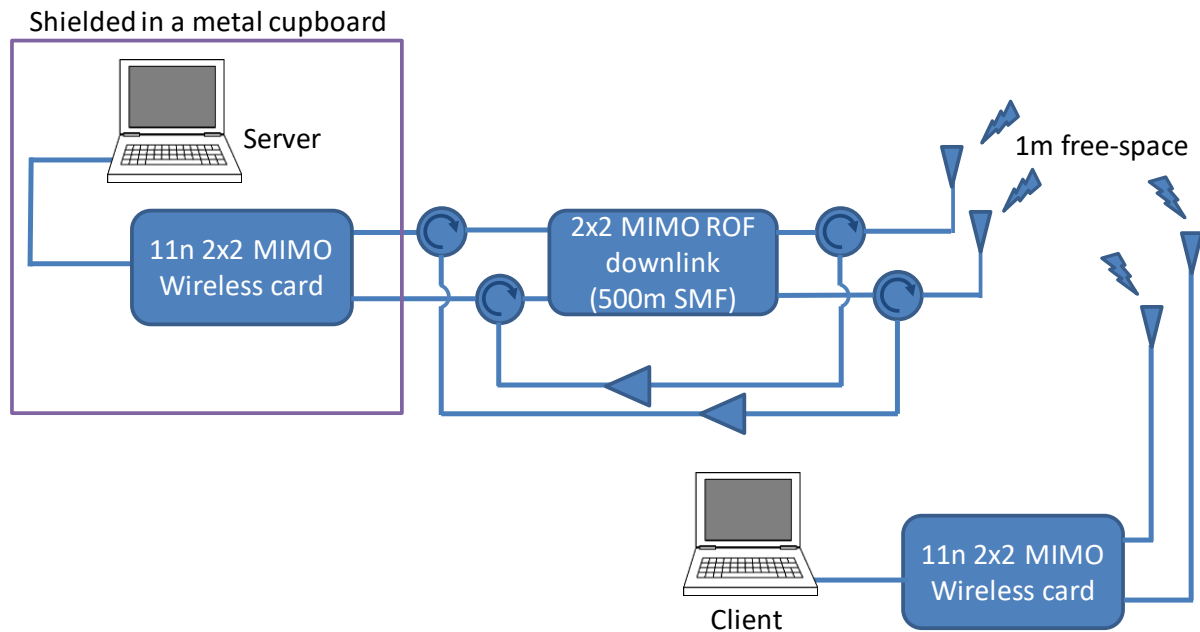 Shielded in a metal cupboard
Server
1m free-space
11n 2x2 MIMO
Wireless card
2x2 MIMO ROF
downlink
(500m SMF)
11n 2x2 MIMO
Wireless card
Client